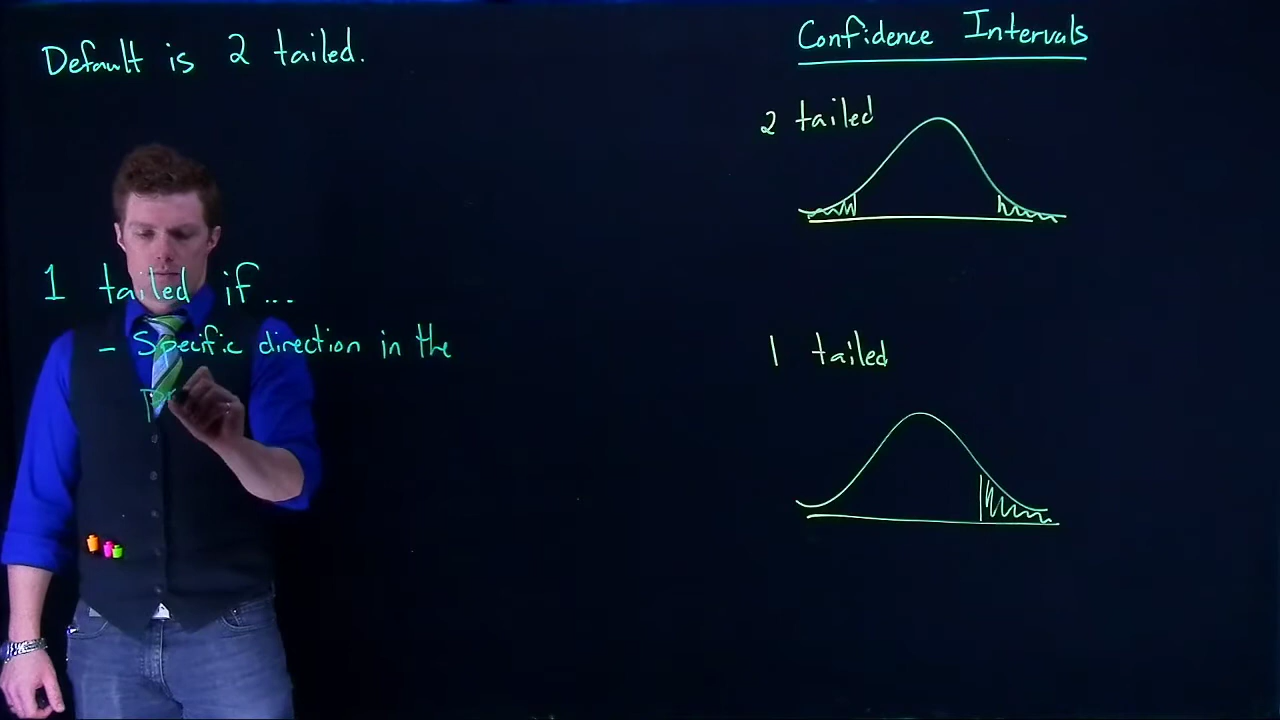 Default is 2 tailed.
1 tailed if...
- Specific direction in the
Confidence Intervals
2 tailed
1 tailed